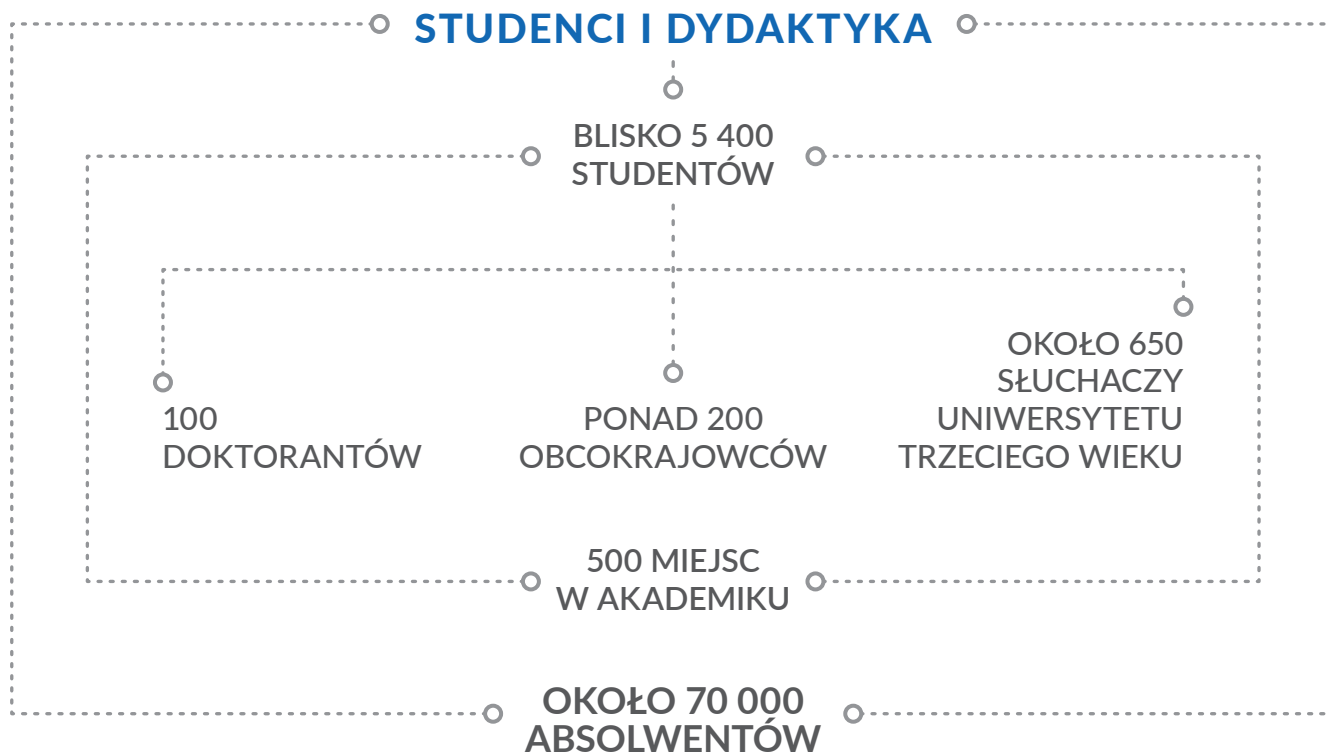 STUDENCI I DYDAKTYKA
BLISKO 5 400
STUDENTÓW
100
DOKTORANTÓW
PONAD 200
OBCOKRAJOWCÓW
OKOŁO 650
SŁUCHACZY
UNIWERSYTETU
TRZECIEGO WIEKU
500 MIEJSC
W AKADEMIKU
OKOŁO 70 000
ABSOLWENTÓW